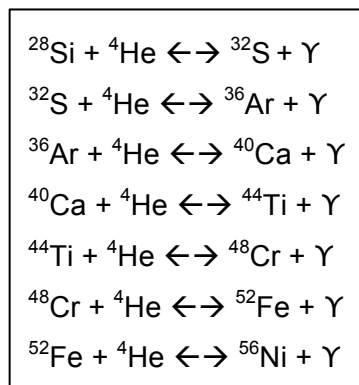 ²⁸Si + ⁴He ←→ ³²S + ϒ
³²S + ⁴He ←→ ³⁶Ar + ϒ
³⁶Ar + ⁴He ←→ ⁴⁰Ca + ϒ
⁴⁰Ca + ⁴He ←→ ⁴⁴Ti + ϒ
⁴⁴Ti + ⁴He ←→ ⁴⁸Cr + ϒ
⁴⁸Cr + ⁴He ←→ ⁵²Fe + ϒ
⁵²Fe + ⁴He ←→ ⁵⁶Ni + ϒ